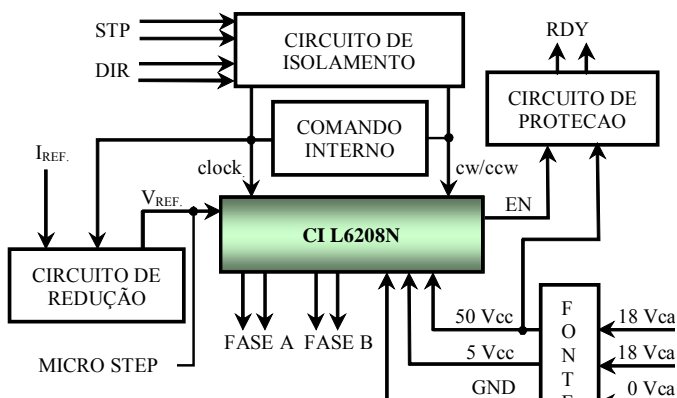 STP
DIR
CIRCUITO DE
ISOLAMENTO
RDY
CIRCUITO DE
PROTECAO
COMANDO
INTERNO
IREF.
clock
cw/ccw
VREF.
EN
CI L6208N
CIRCUITO DE
REDUÇÃO
FASE A
FASE B
MICRO STEP
50 Vcc
5 Vcc
GND
F
O
N
T
E
18 Vca
18 Vca
0 Vca